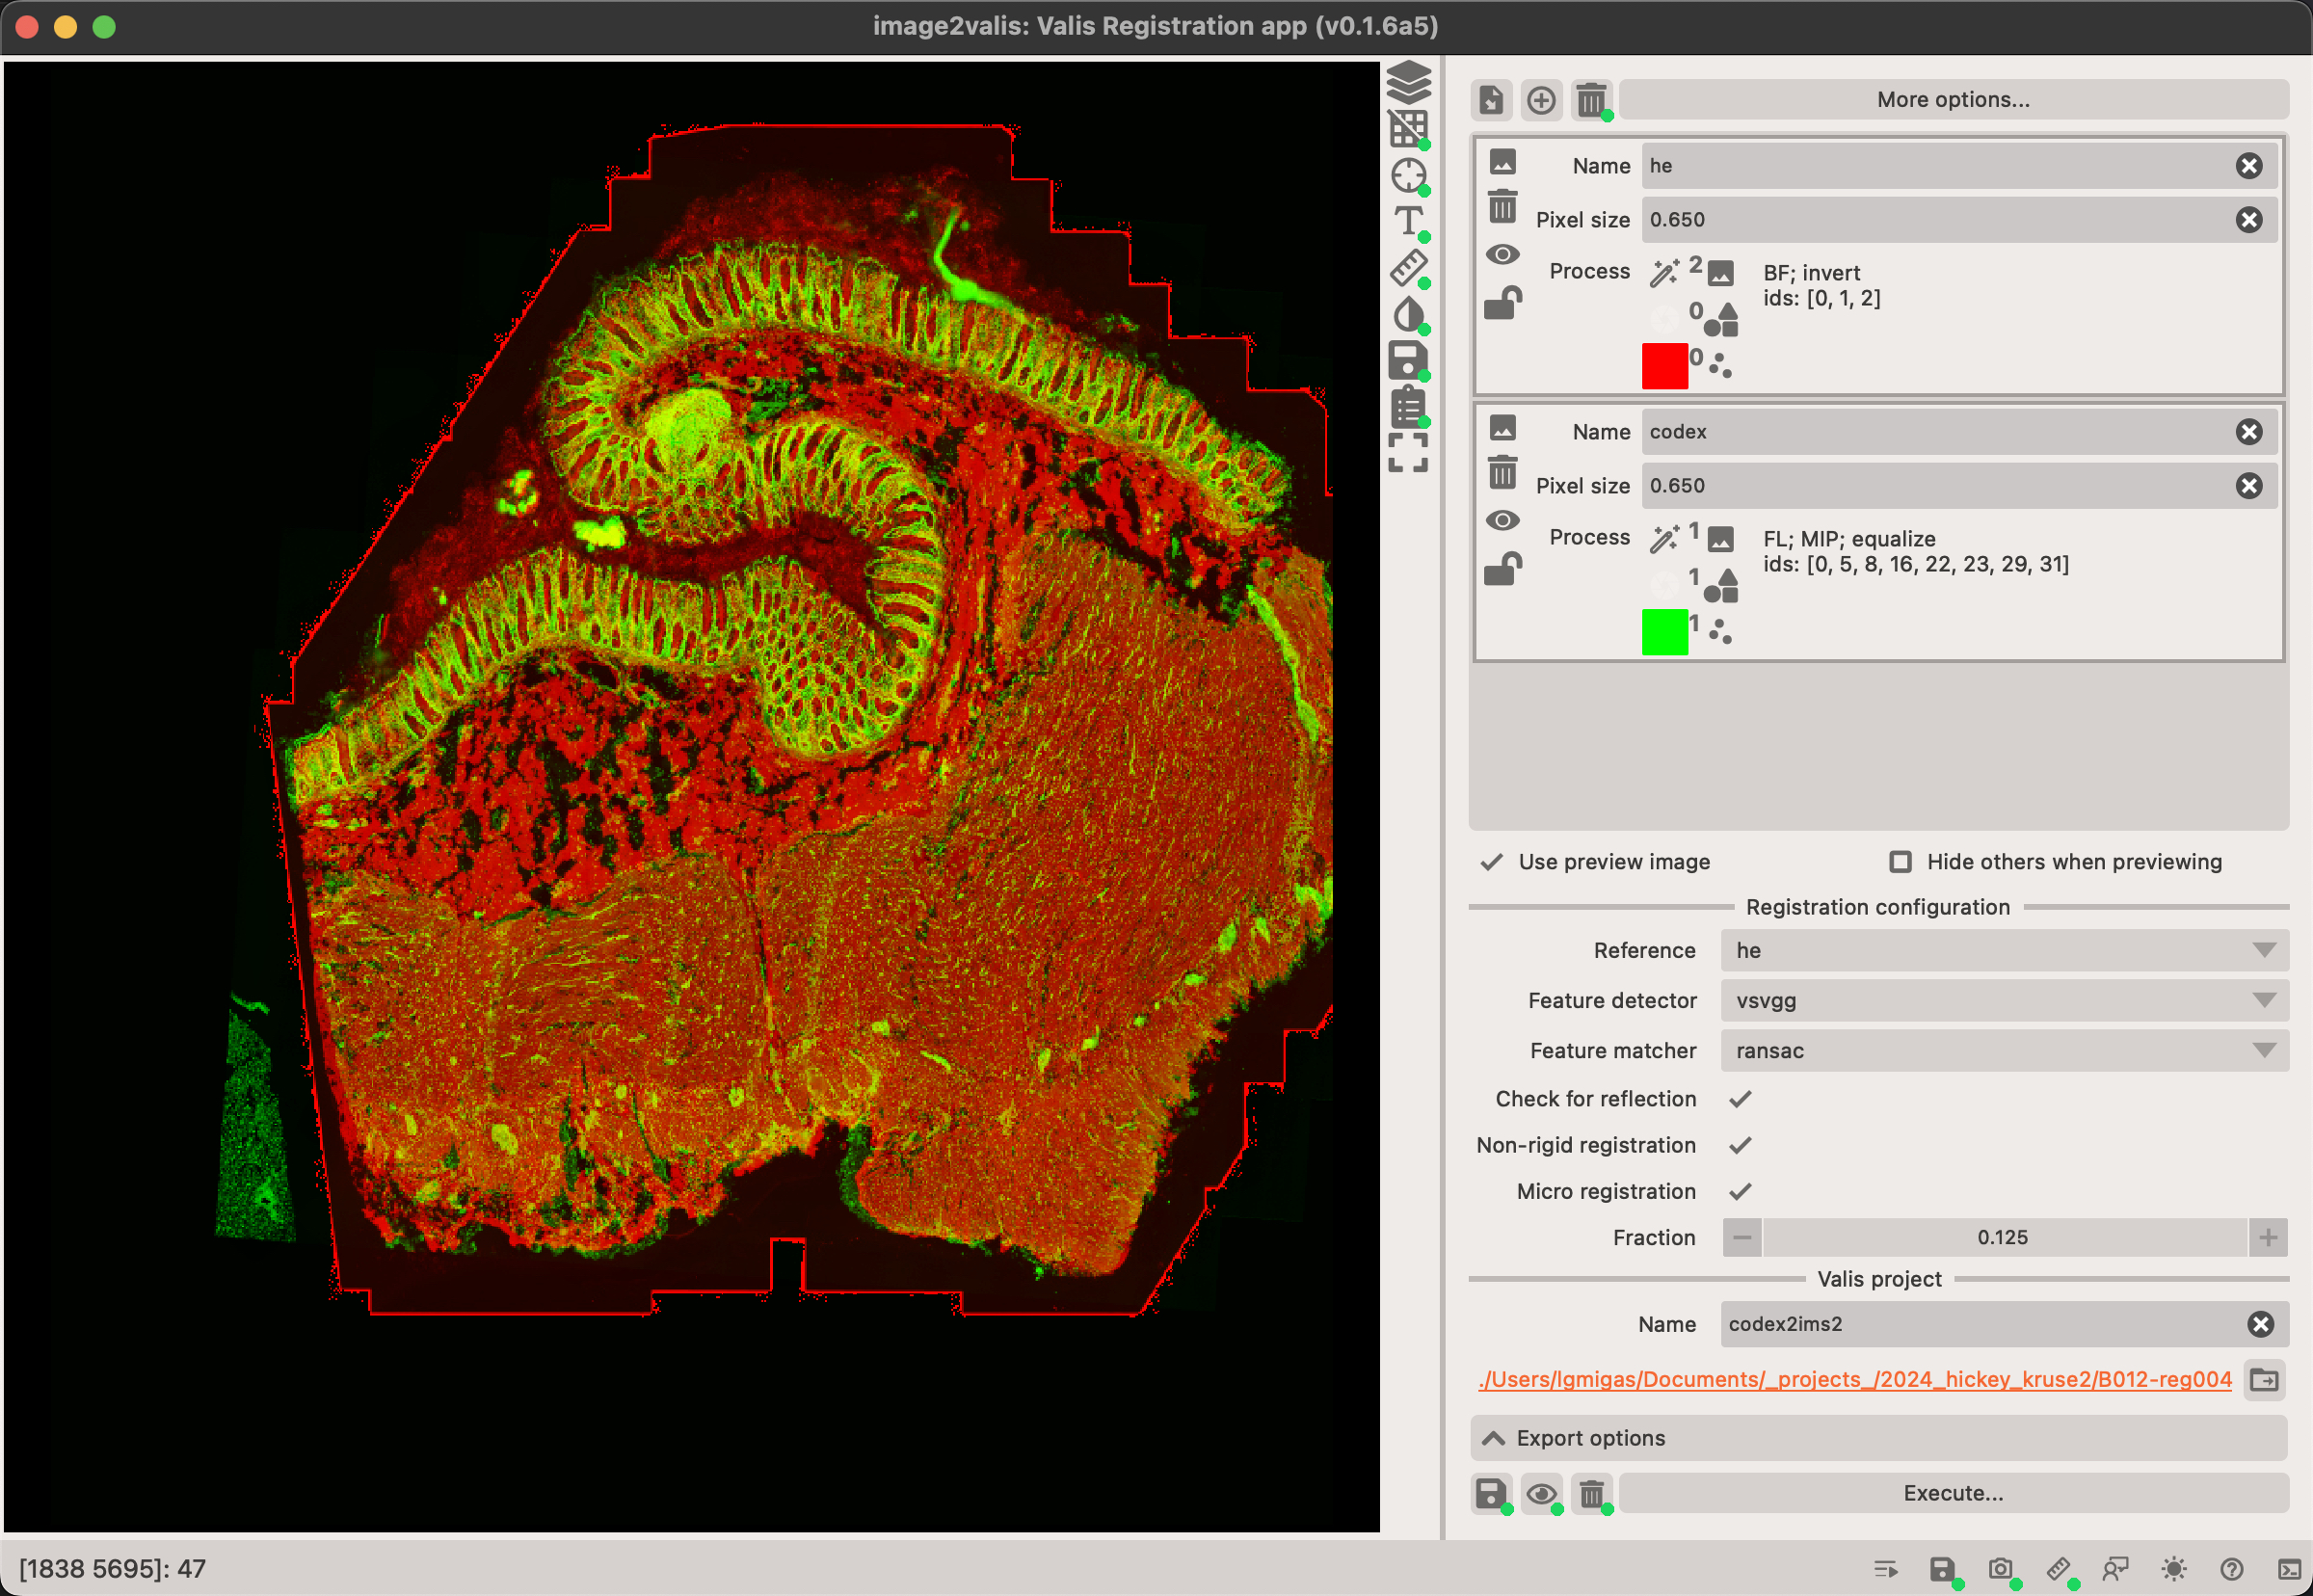 image2valis: Valis Registration app (v0.1.6a5)
More options...
Name he
Pixel size 0.650
Process 2 BF; invert
ids: [0, 1, 2]
0
0
Name codex
Pixel size 0.650
Process 1 FL; MIP; equalize
ids: [0, 5, 8, 16, 22, 23, 29, 31]
1
1
Use preview image Hide others when previewing
Registration configuration
Reference he
Feature detector vsvgg
Feature matcher ransac
Check for reflection
Non-rigid registration
Micro registration
Fraction 0.125
Valis project
Name codex2ims2
./Users/lgmigas/Documents/_projects_/2024_hickey_kruse2/B012-reg004
Export options
Execute...
[1838 5695]: 47